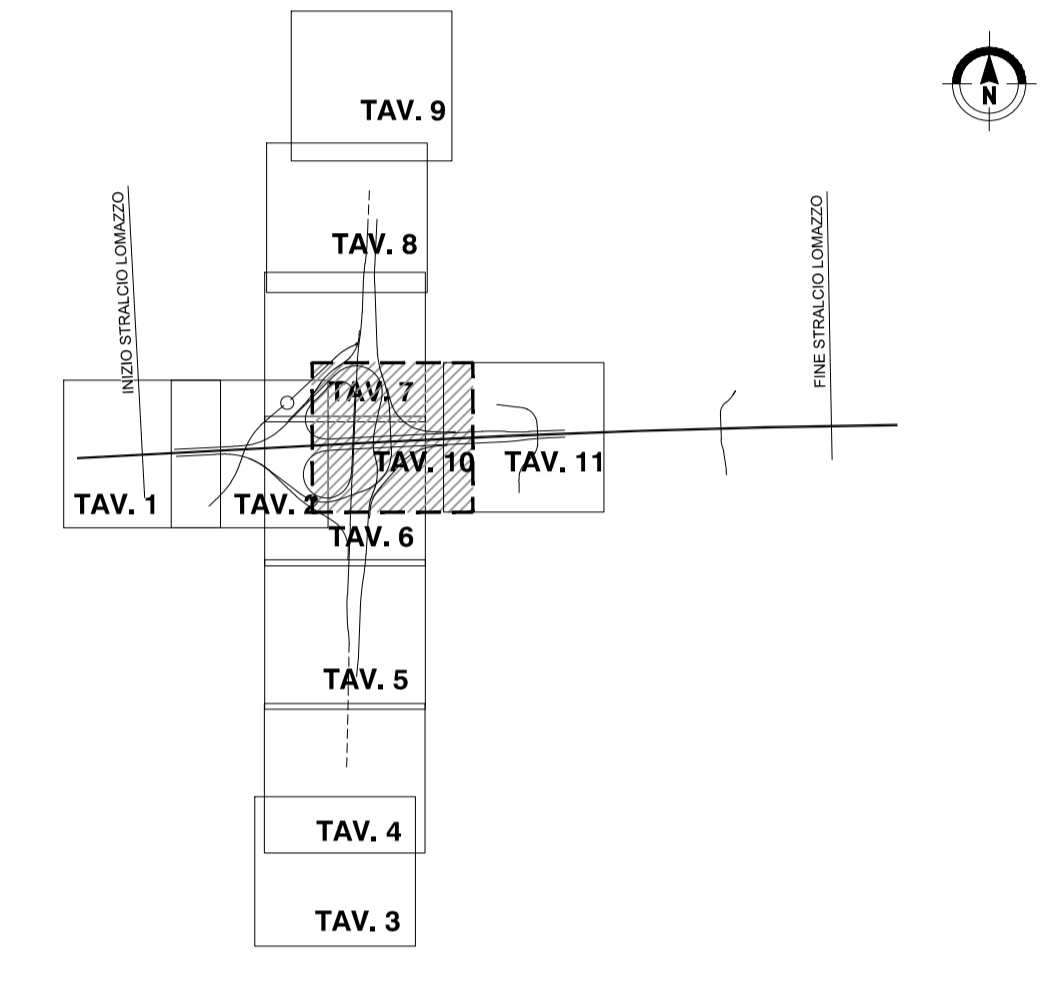 TAV. 9
N
TAV. 8
INIZIO STRALCIO LOMAZZO
FINE STRALCIO LOMAZZO
TAV. 7
TAV. 10
TAV. 11
TAV. 1
TAV. 2
TAV. 6
TAV. 5
TAV. 4
TAV. 3